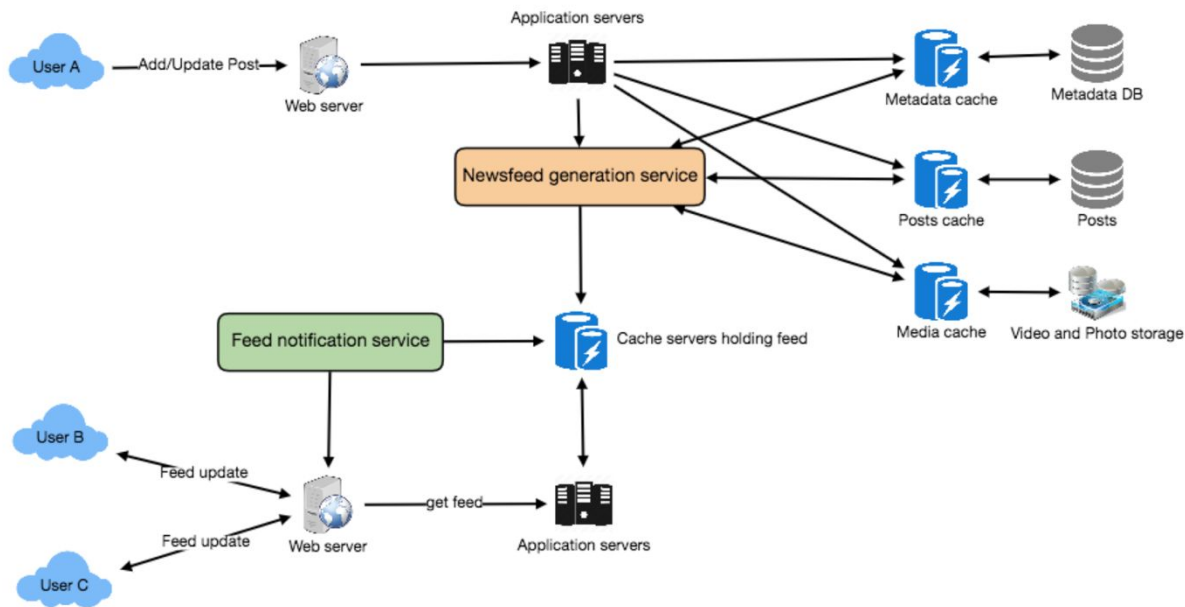 Application servers
User A
Add/Update Post
Web server
Metadata cache
Metadata DB
Newsfeed generation service
Posts cache
Posts
Feed notification service
Cache servers holding feed
Media cache
Video and Photo storage
User B
Feed update
get feed
Feed update
Web server
Application servers
User C